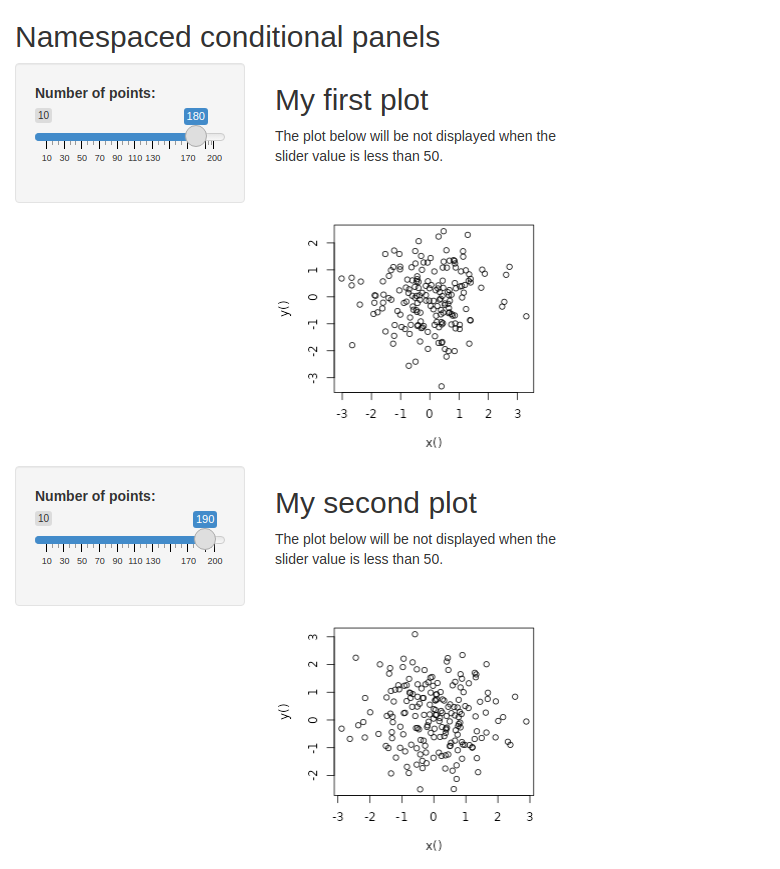 Namespaced conditional panels
Number of points:
10 180
10 30 50 70 90 110 130 170 200
My first plot
The plot below will be not displayed when the
slider value is less than 50.
2
1
0
-1
-2
-3
y()
-3 -2 -1 0 1 2 3
x()
Number of points:
10 190
10 30 50 70 90 110 130 170 200
My second plot
The plot below will be not displayed when the
slider value is less than 50.
3
2
1
0
-1
-2
y()
-3 -2 -1 0 1 2 3
x()